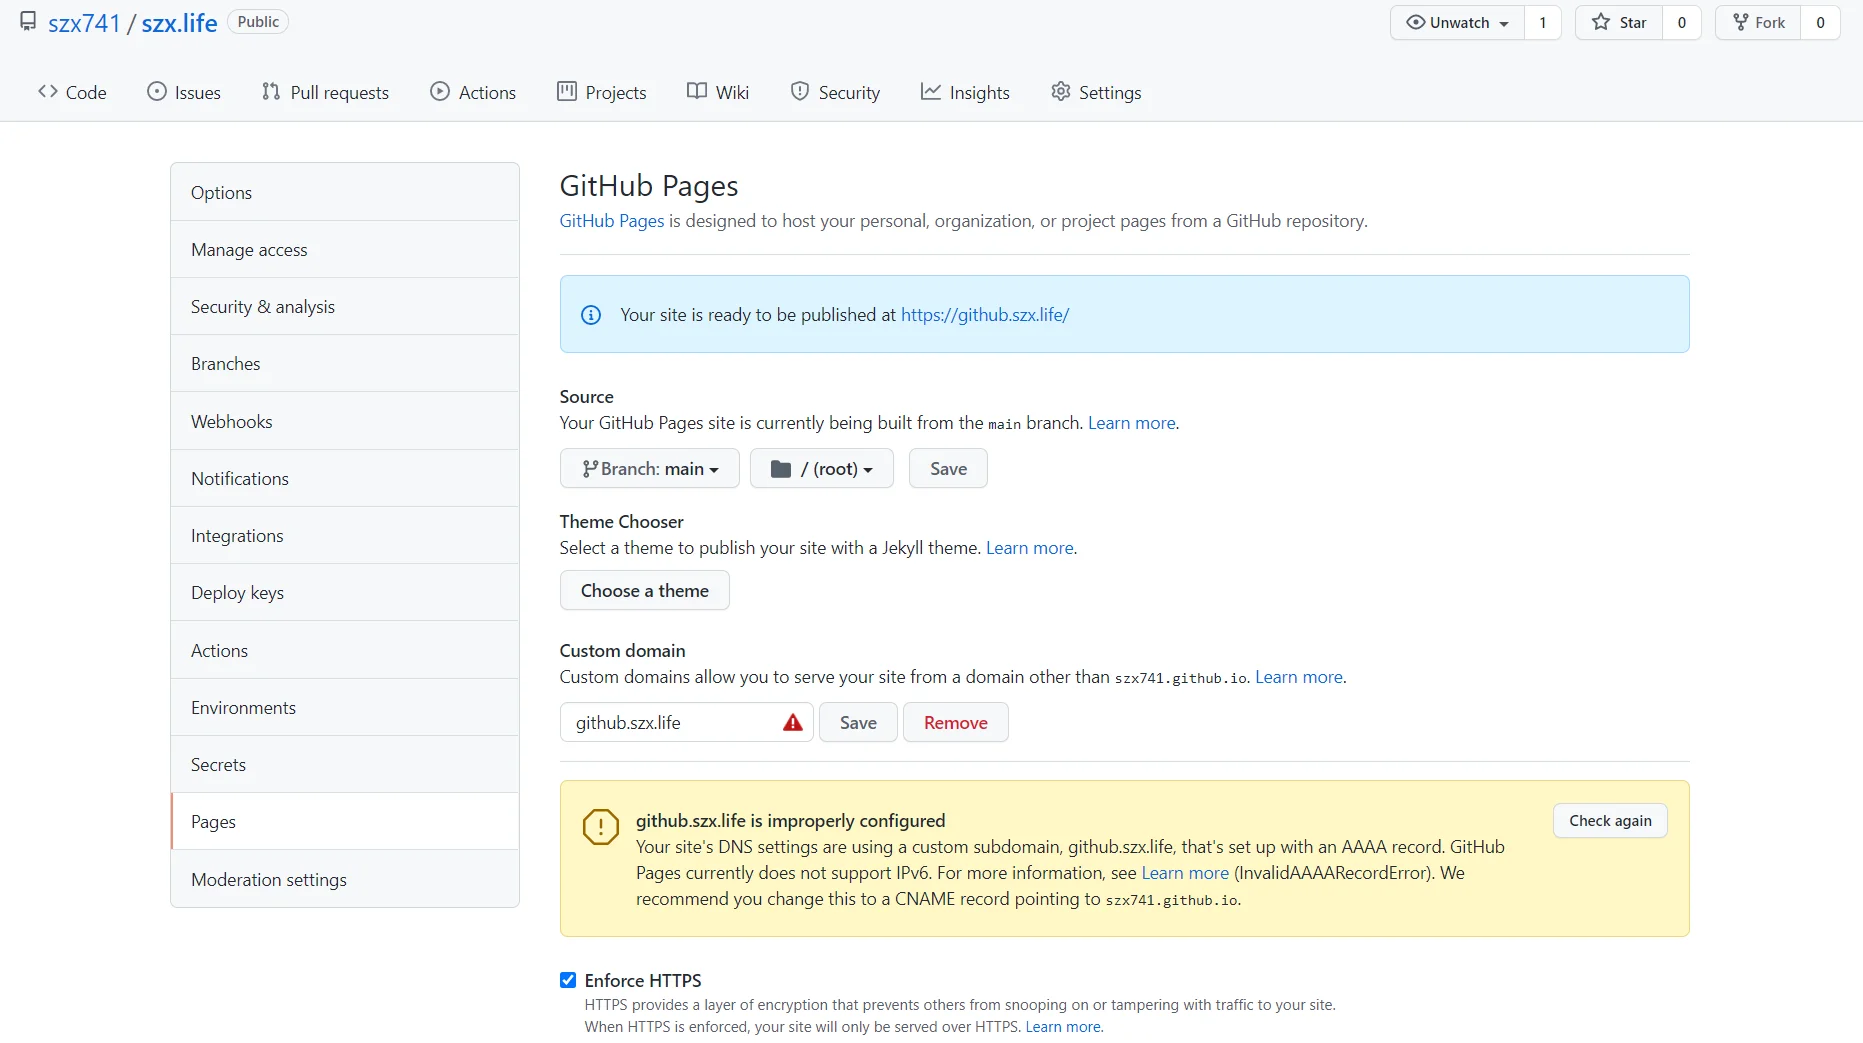 szx741 / szx.life Public
Unwatch 1 Star 0 Fork 0
Code Issues Pull requests Actions Projects Wiki Security Insights Settings
Options
Manage access
Security & analysis
Branches
Webhooks
Notifications
Integrations
Deploy keys
Actions
Environments
Secrets
Pages
Moderation settings
GitHub Pages
GitHub Pages is designed to host your personal, organization, or project pages from a GitHub repository.
Your site is ready to be published at https://github.szx.life/
Source
Your GitHub Pages site is currently being built from the main branch. Learn more.
Branch: main / (root) Save
Theme Chooser
Select a theme to publish your site with a Jekyll theme. Learn more.
Choose a theme
Custom domain
Custom domains allow you to serve your site from a domain other than szx741.github.io. Learn more.
github.szx.life Save Remove
github.szx.life is improperly configured
Check again
Your site's DNS settings are using a custom subdomain, github.szx.life, that's set up with an AAAA record. GitHub
Pages currently does not support IPv6. For more information, see Learn more (InvalidAAAARecordError). We
recommend you change this to a CNAME record pointing to szx741.github.io.
Enforce HTTPS
HTTPS provides a layer of encryption that prevents others from snooping on or tampering with traffic to your site.
When HTTPS is enforced, your site will only be served over HTTPS. Learn more.